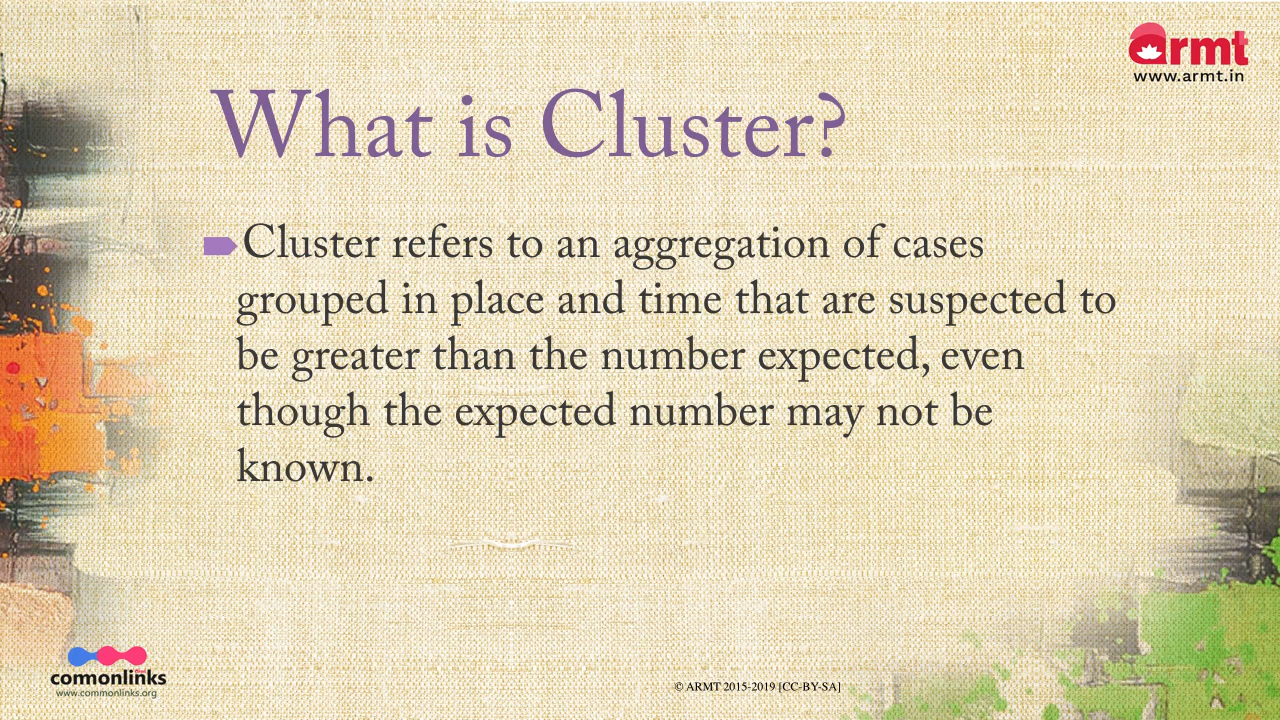 armt
www.armt.in
What is Cluster?
Cluster refers to an aggregation of cases
grouped in place and time that are suspected to
be greater than the number expected, even
though the expected number may not be
known.
commonlinks
www.commonlinks.org
© ARMT 2015-2019 [CC-BY-SA]